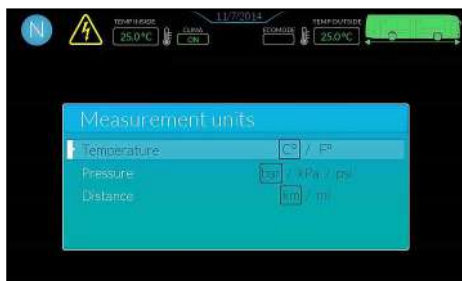 N
TEMP INSIDE
25.0°C
CLIMA
ON
11/7/2014
ECOMODE
TEMP OUTSIDE
25.0°C
Measurement units
Temperature C° / F°
Pressure bar / kPa / psi
Distance km / mi